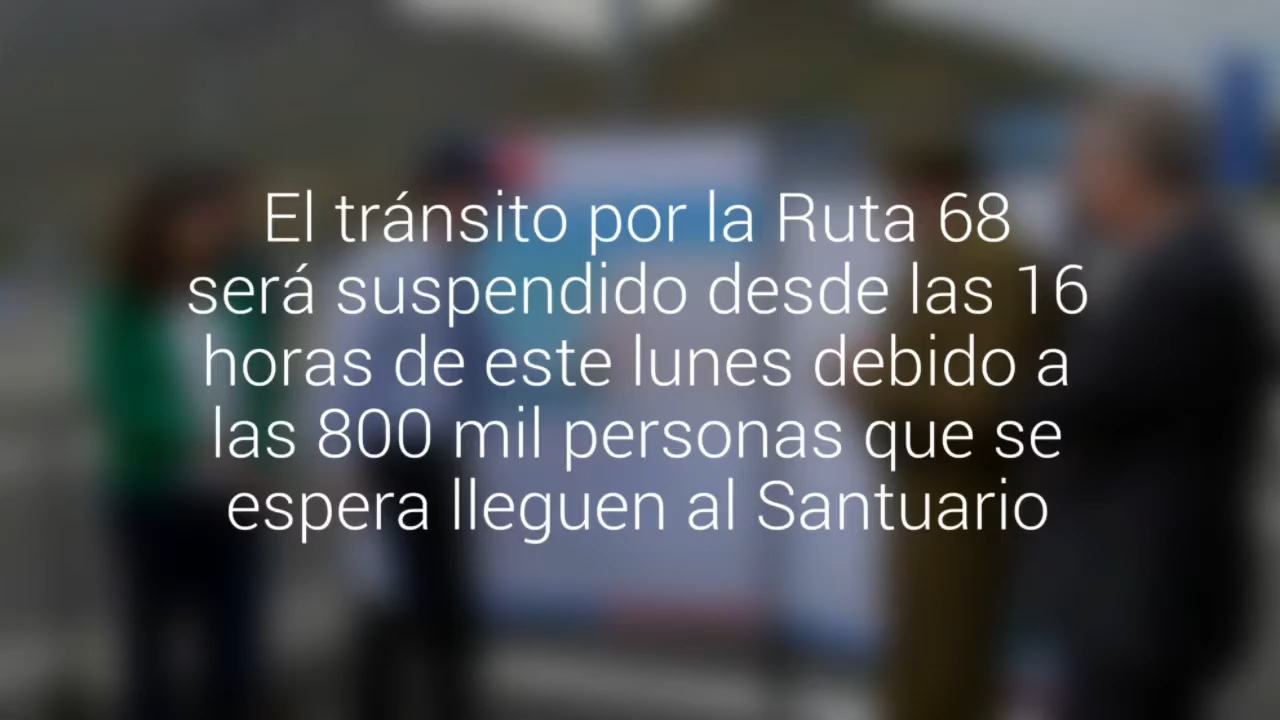 El tránsito por la Ruta 68
será suspendido desde las 16
horas de este lunes debido a
las 800 mil personas que se
espera lleguen al Santuario